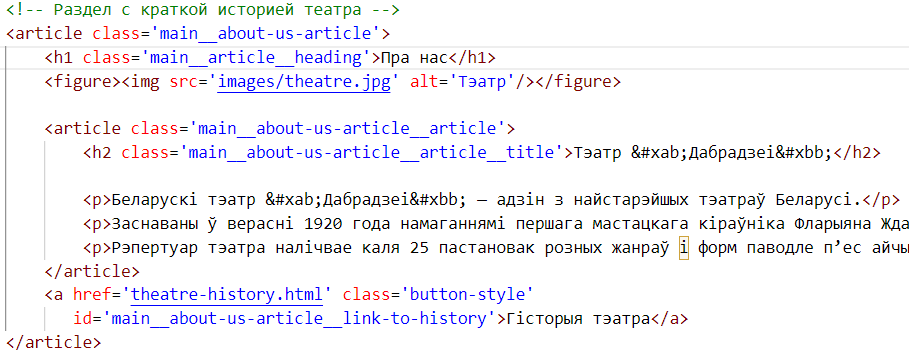 <!-- Раздел с краткой историей театра -->
<article class='main__about-us-article'>
<h1 class='main__article__heading'>Пра нас</h1>
<figure><img src='images/theatre.jpg' alt='Тэатр'/></figure>
<article class='main__about-us-article__article'>
<h2 class='main__about-us-article__article__title'>Тэатр &#xab;Дабрадзеі&#xbb;</h2>
<p>Беларускі тэатр &#xab;Дабрадзеі&#xbb; — адзін з найстарэйшых тэатраў Беларусі.</p>
<p>Заснаваны ў верасні 1920 года намаганнямі першага мастацкага кіраўніка Фларыяна Жда
<p>Рэпертуар тэатра налічвае каля 25 пастановак розных жанраў і форм паводле п’ес айчы
</article>
<a href='theatre-history.html' class='button-style'
id='main__about-us-article__link-to-history'>Гісторыя тэатра</a>
</article>